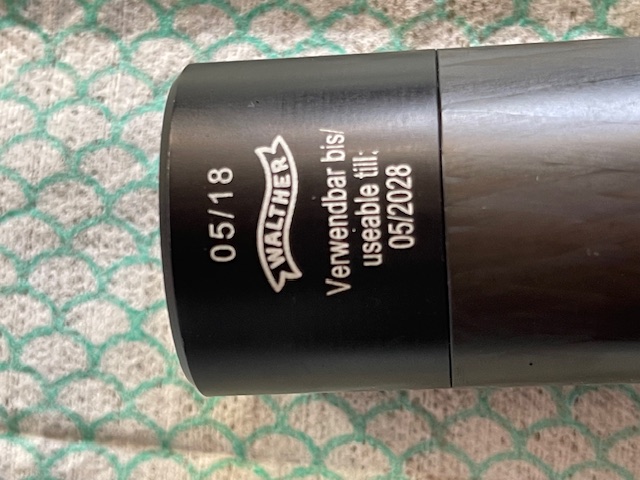 05/18
WALTHER
Verwendbar bis/
useable till:
05/2028